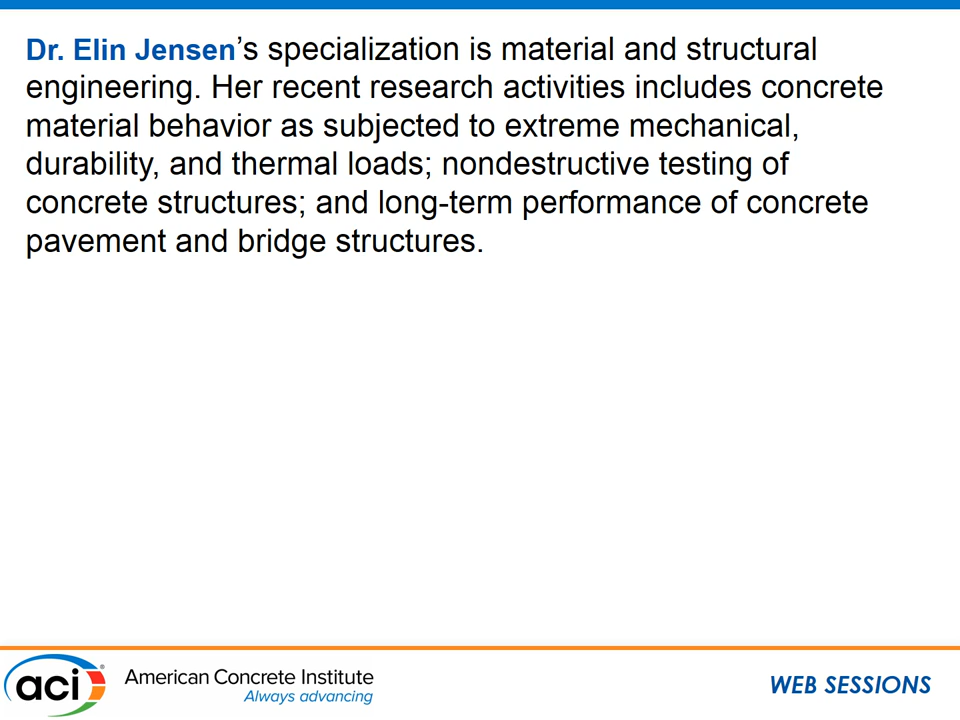 Dr. Elin Jensen’s specialization is material and structural
engineering. Her recent research activities includes concrete
material behavior as subjected to extreme mechanical,
durability, and thermal loads; nondestructive testing of
concrete structures; and long-term performance of concrete
pavement and bridge structures.
aci®
American Concrete Institute
Always advancing
WEB SESSIONS